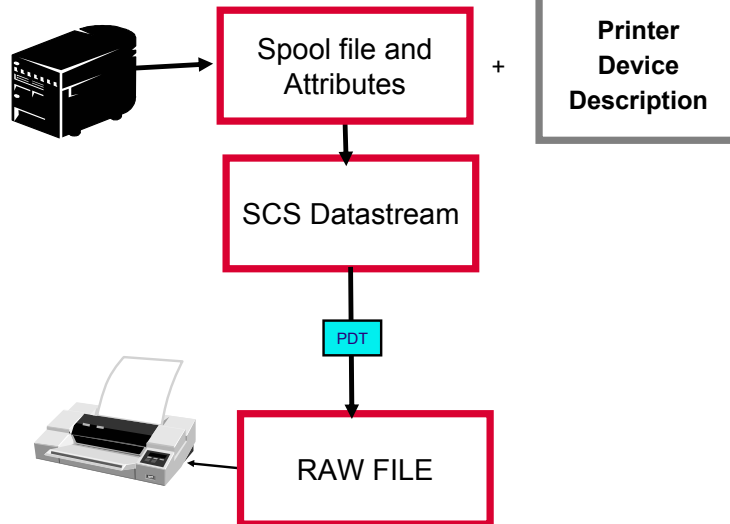 Spool file and
Attributes
+
Printer
Device
Description
SCS Datastream
PDT
RAW FILE